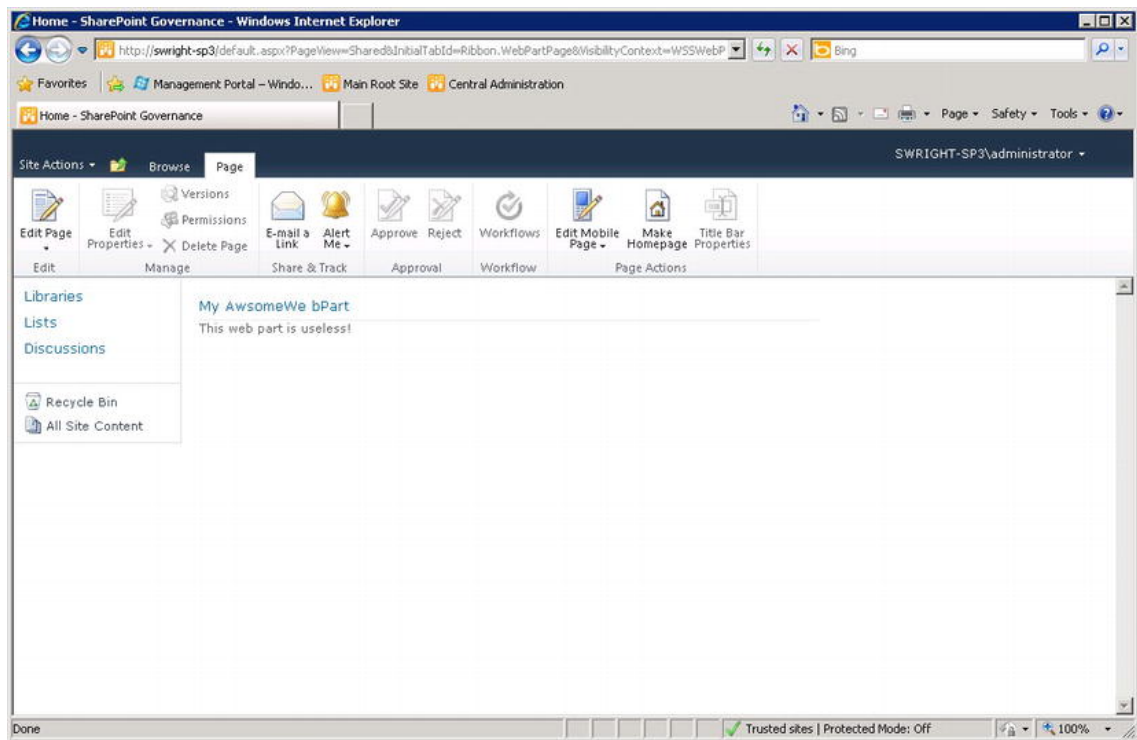 Home - SharePoint Governance - Windows Internet Explorer
http://swright-sp3/default.aspx?PageView=Shared&InitialTabId=Ribbon.WebPartPage&VisibilityContext=WSSWebP
Bing
Favorites Management Portal – Windo... Main Root Site Central Administration
Home - SharePoint Governance Page Safety Tools
Site Actions Browse Page SWRIGHT-SP3\administrator
Edit Page
Edit Properties
Versions
Permissions
Delete Page
E-mail a Link
Alert Me
Approve Reject Workflows
Edit Mobile Page
Make Homepage
Title Bar Properties
Edit Manage Share & Track Approval Workflow Page Actions
Libraries
Lists
Discussions
Recycle Bin
All Site Content
My AwsomeWe bPart
This web part is useless!
Done Trusted sites | Protected Mode: Off 100%